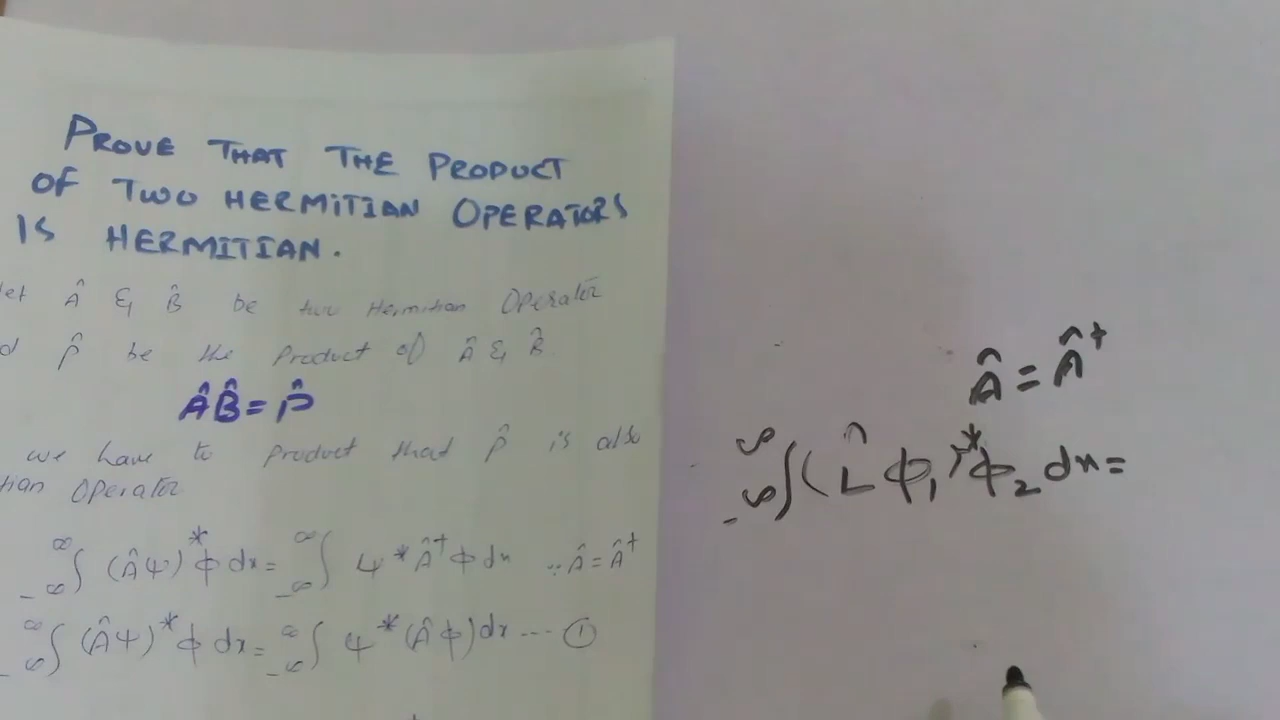 PROVE THAT THE PRODUCT
OF TWO HERMITIAN OPERATORS
IS HERMITIAN.
let Â & B̂ be two Hermitian Operator
P̂ be the Product of Â & B̂
ÂB̂ = P̂
we have to product that P̂ is also
tian Operator
∞ -∞ ∫ (Âψ)* ϕ dx = ∞ -∞ ∫ ψ* Â† ϕ dx ∵ Â = Â†
∞ -∞ ∫ (Âψ)* ϕ dx = ∞ -∞ ∫ ψ* (Âϕ) dx --- ①
Â = Â†
∞ -∞ ∫ (L̂ ϕ₁)* ϕ₂ dx =